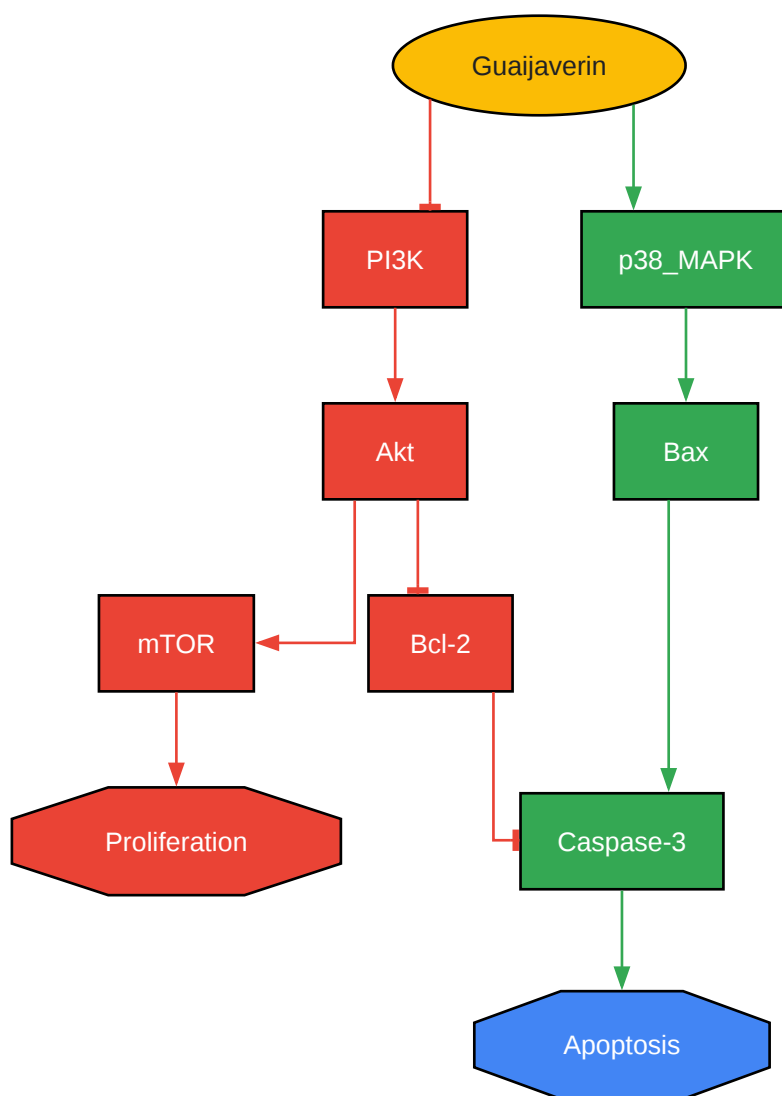 Guaijaverin
PI3K
p38_MAPK
Akt
Bax
mTOR
Bcl-2
Proliferation
Caspase-3
Apoptosis